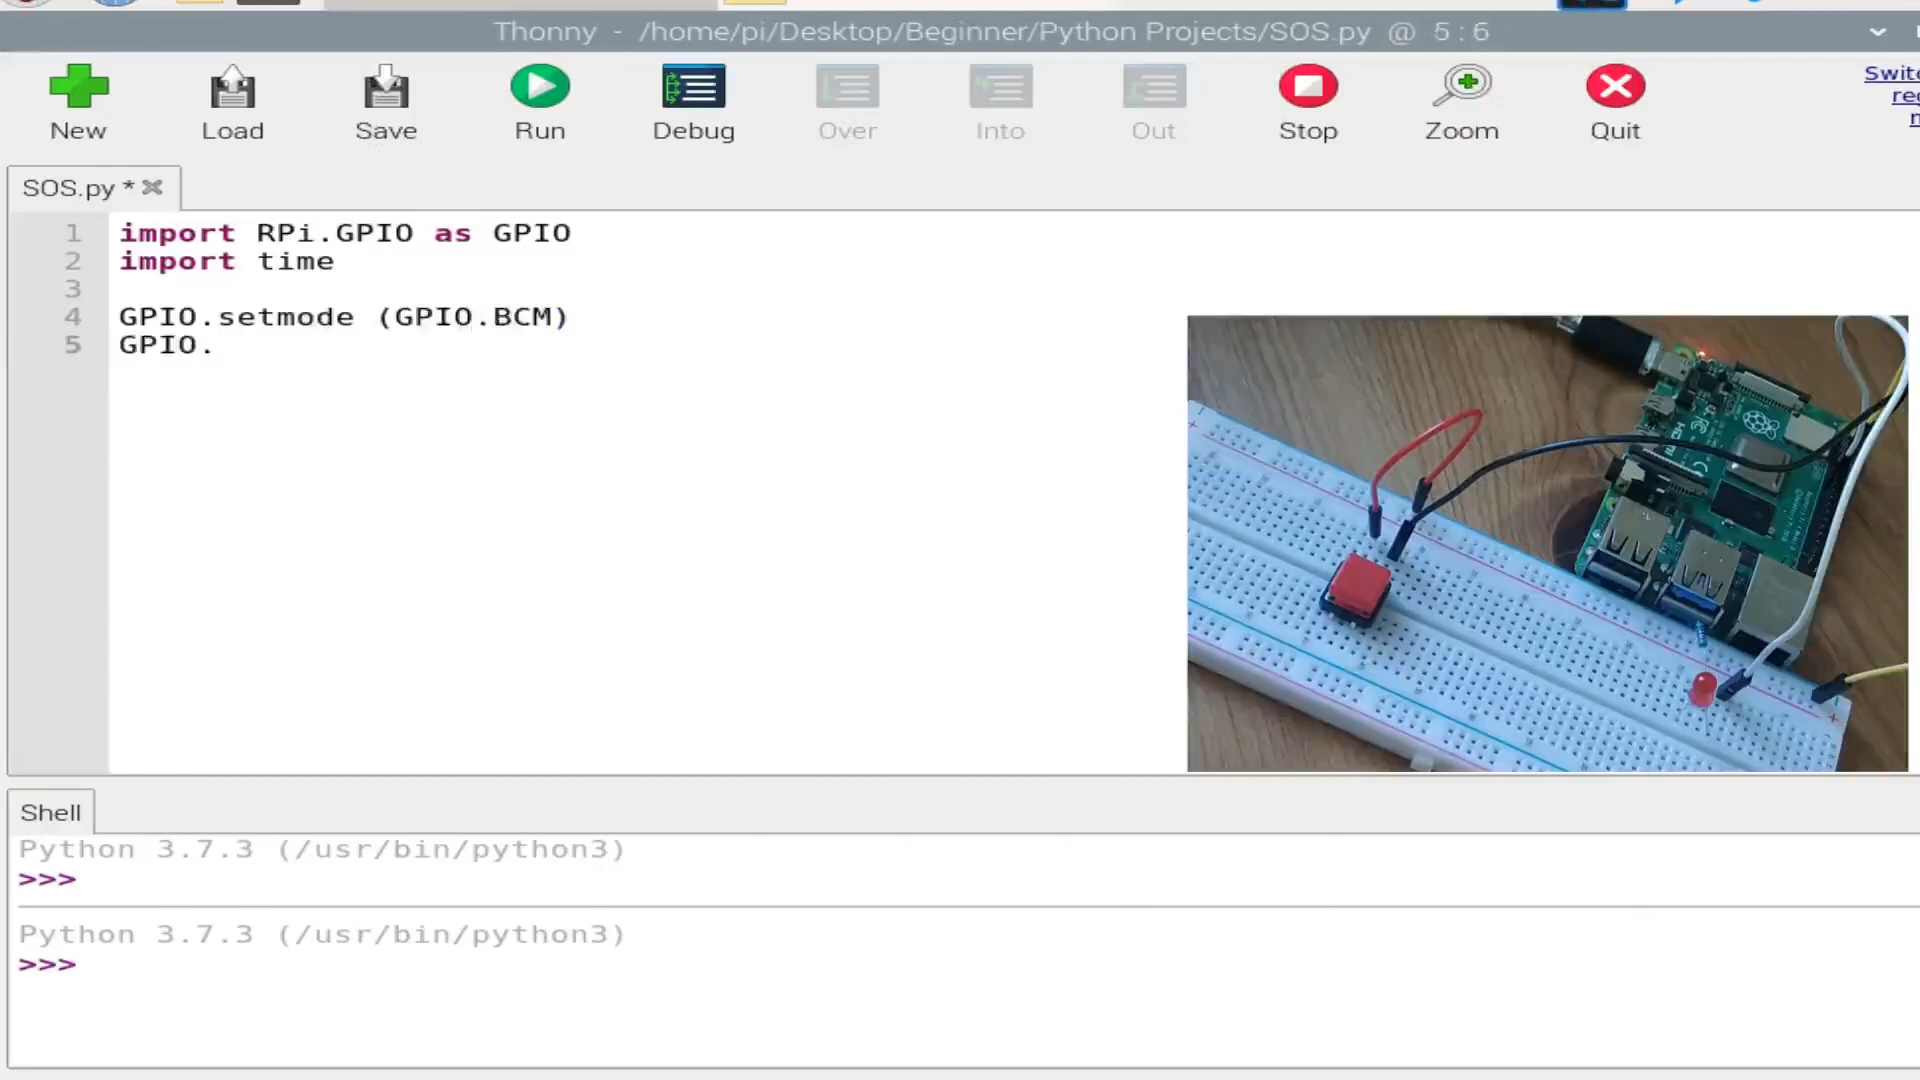 Thonny - /home/pi/Desktop/Beginner/Python Projects/SOS.py @ 5 : 6
New Load Save Run Debug Over Into Out Stop Zoom Quit
SOS.py *
1 import RPi.GPIO as GPIO
2 import time
3
4 GPIO.setmode (GPIO.BCM)
5 GPIO.
Shell
Python 3.7.3 (/usr/bin/python3)
>>>
Python 3.7.3 (/usr/bin/python3)
>>>